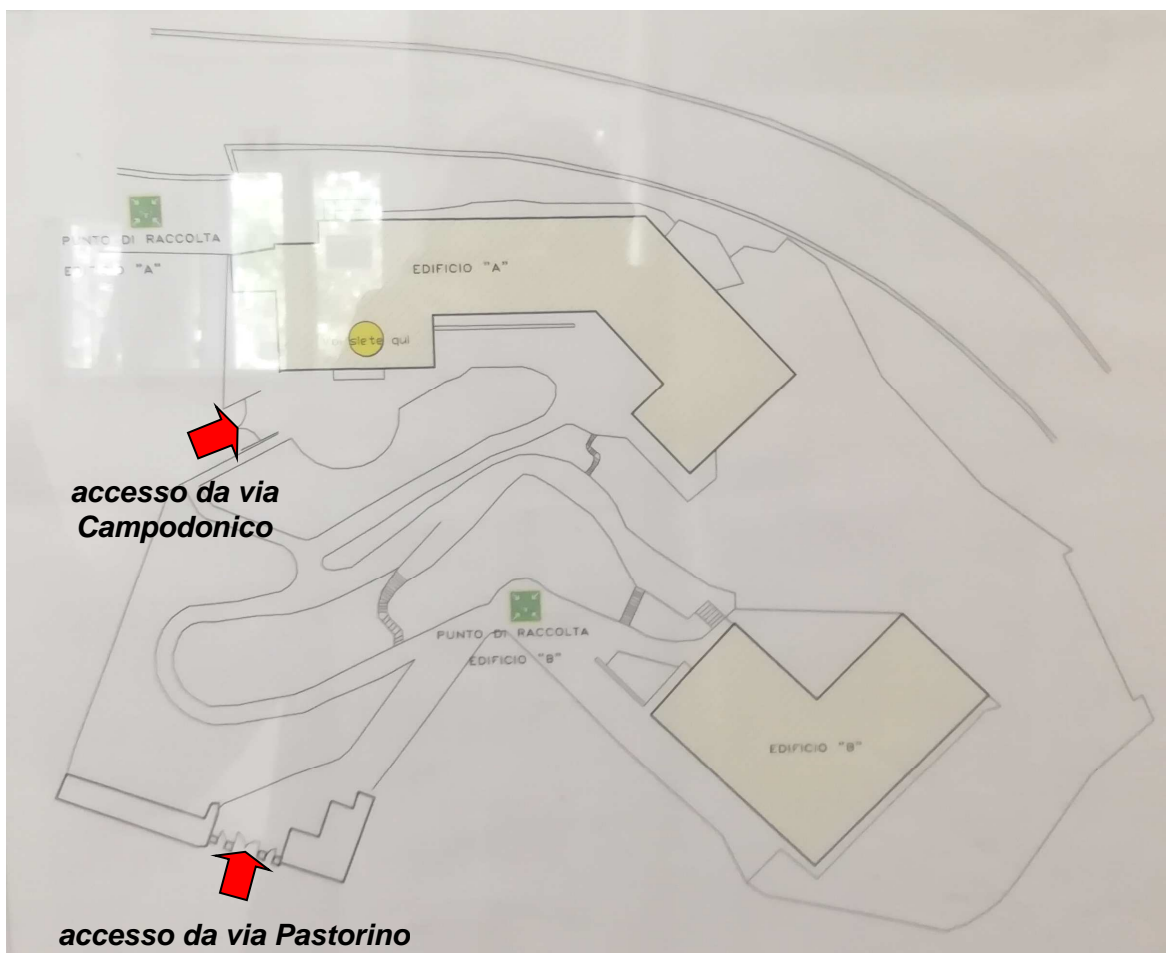 PUNTO DI RACCOLTA
"A"
EDIFICIO "A"
siete qui
accesso da via
Campodonico
PUNTO DI RACCOLTA
EDIFICIO "B"
EDIFICIO "B"
accesso da via Pastorino